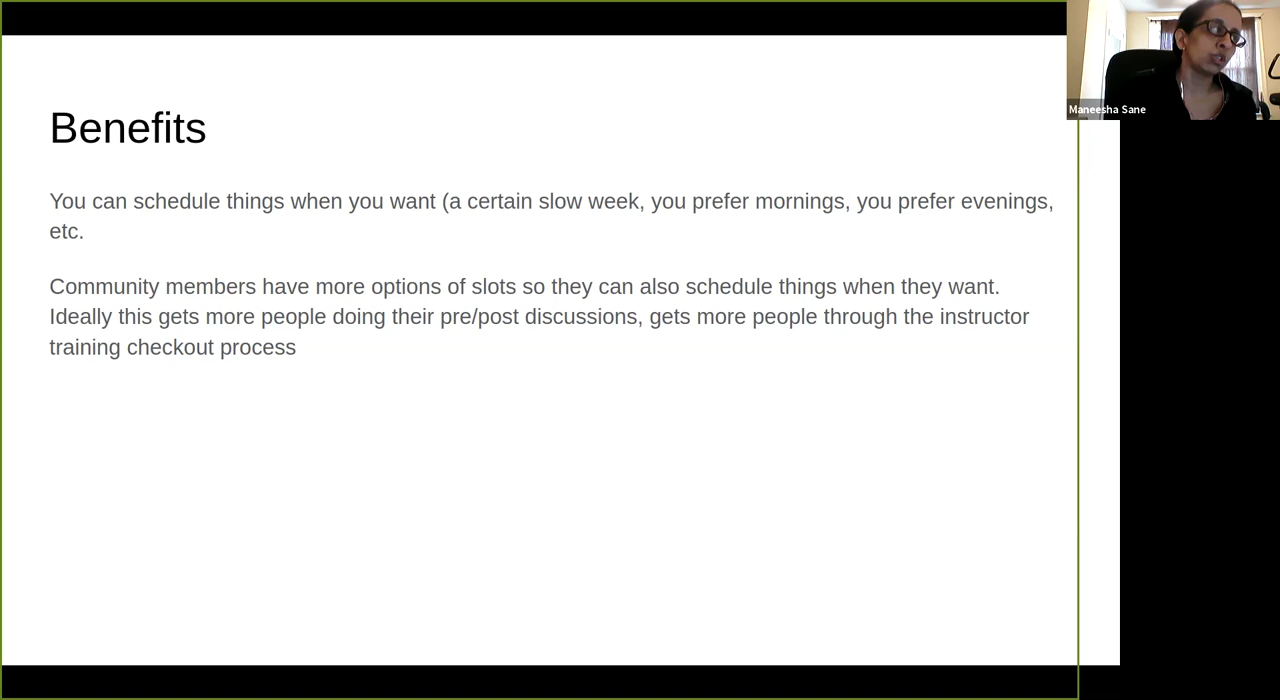 Benefits
You can schedule things when you want (a certain slow week, you prefer mornings, you prefer evenings,
etc.
Community members have more options of slots so they can also schedule things when they want.
Ideally this gets more people doing their pre/post discussions, gets more people through the instructor
training checkout process
Maneesha Sane